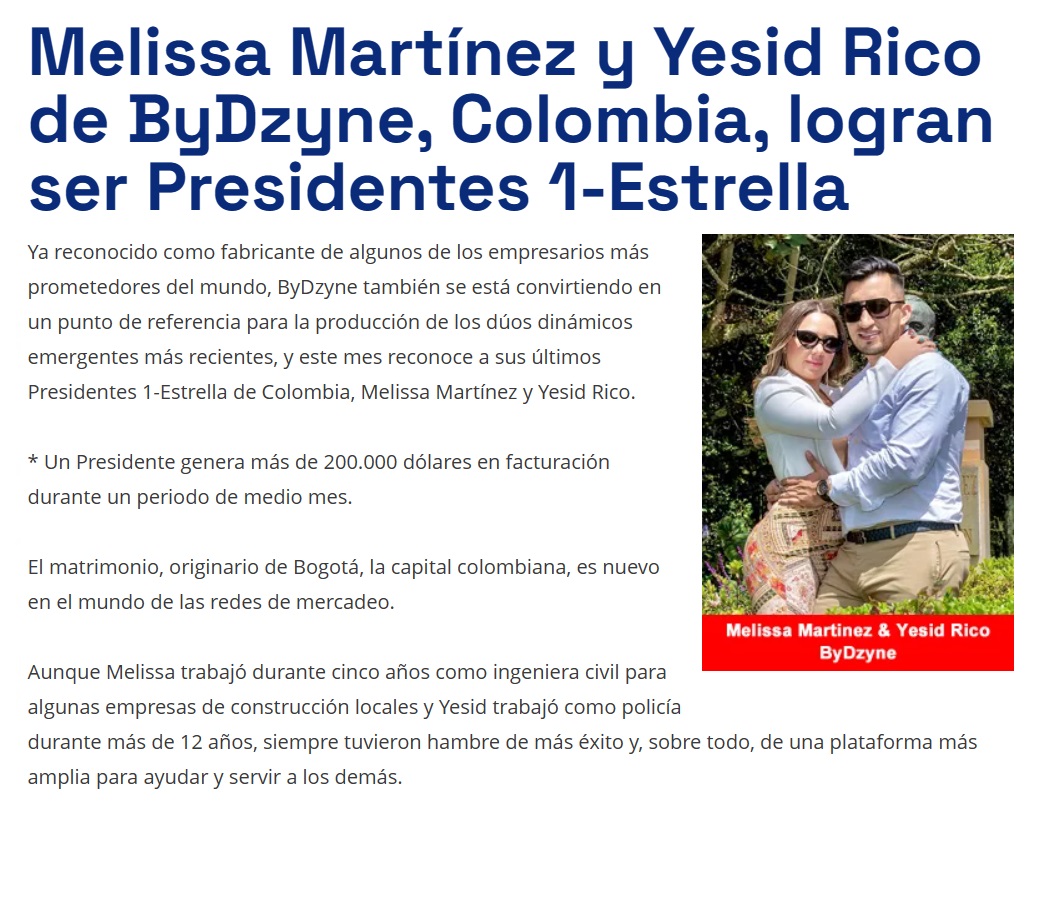 Melissa Martínez y Yesid Rico
de ByDzyne, Colombia, logran
ser Presidentes 1-Estrella
Ya reconocido como fabricante de algunos de los empresarios más
prometedores del mundo, ByDzyne también se está convirtiendo en
un punto de referencia para la producción de los dúos dinámicos
emergentes más recientes, y este mes reconoce a sus últimos
Presidentes 1-Estrella de Colombia, Melissa Martínez y Yesid Rico.
* Un Presidente genera más de 200.000 dólares en facturación
durante un periodo de medio mes.
El matrimonio, originario de Bogotá, la capital colombiana, es nuevo
en el mundo de las redes de mercadeo.
Melissa Martinez & Yesid Rico
ByDzyne
Aunque Melissa trabajó durante cinco años como ingeniera civil para
algunas empresas de construcción locales y Yesid trabajó como policía
durante más de 12 años, siempre tuvieron hambre de más éxito y, sobre todo, de una plataforma más
amplia para ayudar y servir a los demás.